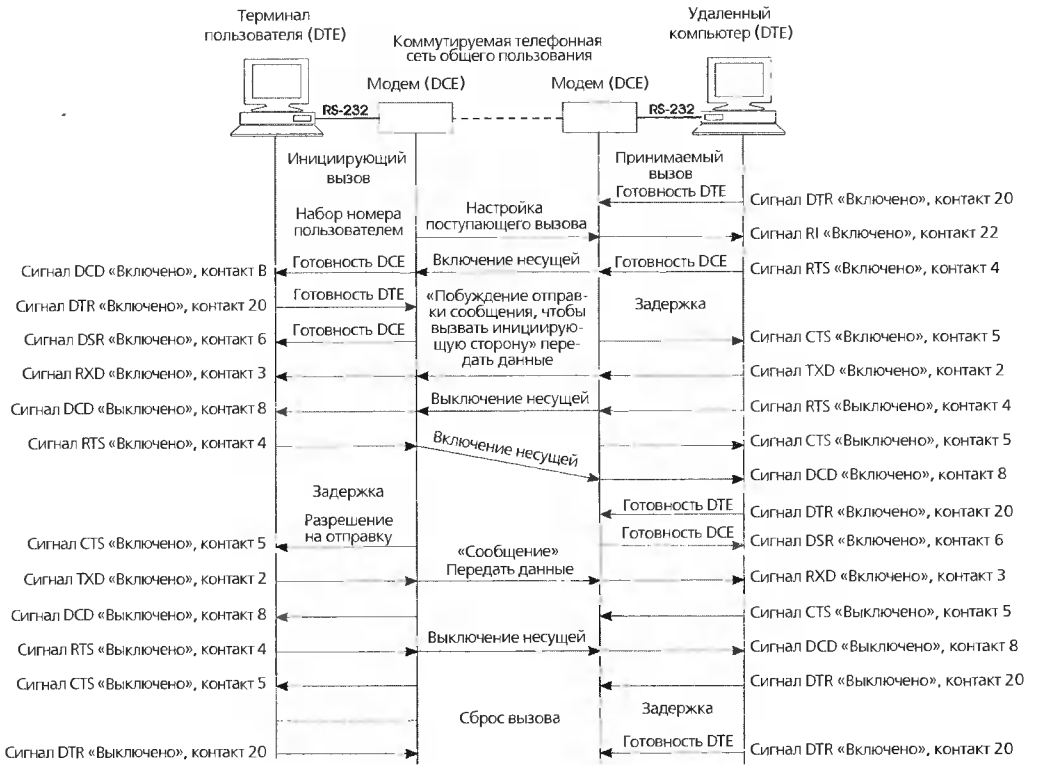 Терминал
пользователя (DTE)
Удаленный
компьютер (DTE)
Коммутируемая телефонная
сеть общего пользования
Модем (DCE)
Модем (DCE)
RS-232
RS-232
Инициирующий
вызов
Принимаемый
вызов
Готовность DTE
Сигнал DTR «Включено», контакт 20
Набор номера
пользователем
Настройка
поступающего вызова
Сигнал RI «Включено», контакт 22
Сигнал DCD «Включено», контакт В
Готовность DCE
Включение несущей
Готовность DCE
Сигнал RTS «Включено», контакт 4
Сигнал DTR «Включено», контакт 20
Готовность DTE
«Побуждение отправ-
ки сообщения, чтобы
вызвать иницииирую-
щую сторону» пере-
дать данные
Задержка
Сигнал DSR «Включено», контакт 6
Готовность DCE
Сигнал CTS «Включено», контакт 5
Сигнал RXD «Включено», контакт 3
Сигнал TXD «Включено», контакт 2
Сигнал DCD «Выключено», контакт 8
Выключение несущей
Сигнал RTS «Выключено», контакт 4
Сигнал RTS «Включено», контакт 4
Включение несущей
Сигнал CTS «Выключено», контакт 5
Сигнал DCD «Включено», контакт 8
Задержка
Готовность DTE
Сигнал DTR «Включено», контакт 20
Разрешение
на отправку
Сигнал CTS «Включено», контакт 5
Готовность DCE
Сигнал DSR «Включено», контакт 6
«Сообщение»
Передать данные
Сигнал TXD «Включено», контакт 2
Сигнал RXD «Включено», контакт 3
Сигнал DCD «Выключено», контакт 8
Сигнал CTS «Включено», контакт 5
Сигнал RTS «Выключено», контакт 4
Выключение несущей
Сигнал DCD «Выключено», контакт 8
Сигнал CTS «Выключено», контакт 5
Сигнал DTR «Выключено», контакт 20
Сброс вызова
Задержка
Сигнал DTR «Выключено», контакт 20
Готовность DTE
Сигнал DTR «Включено», контакт 20